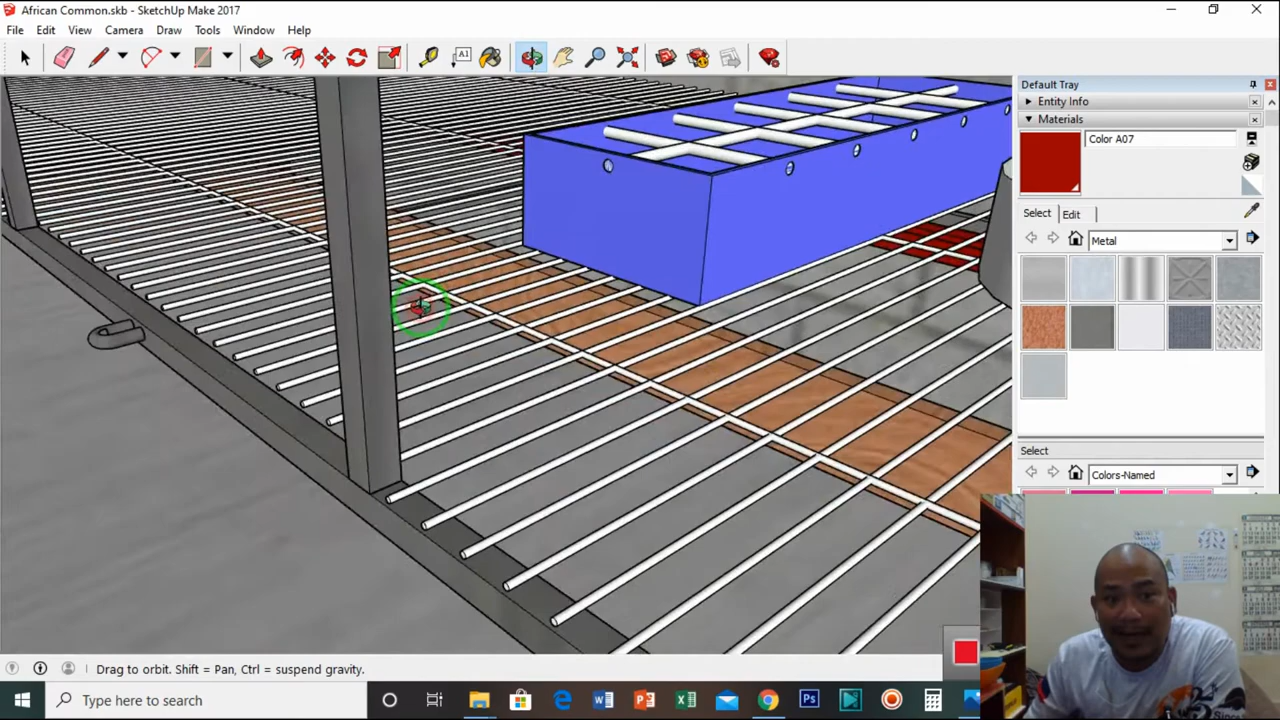 African Common.skb - SketchUp Make 2017
File Edit View Camera Draw Tools Window Help
A1
Default Tray
Entity Info
Materials
Color A07
Select Edit
Metal
Select
Colors-Named
Drag to orbit. Shift = Pan, Ctrl = suspend gravity.
Type here to search